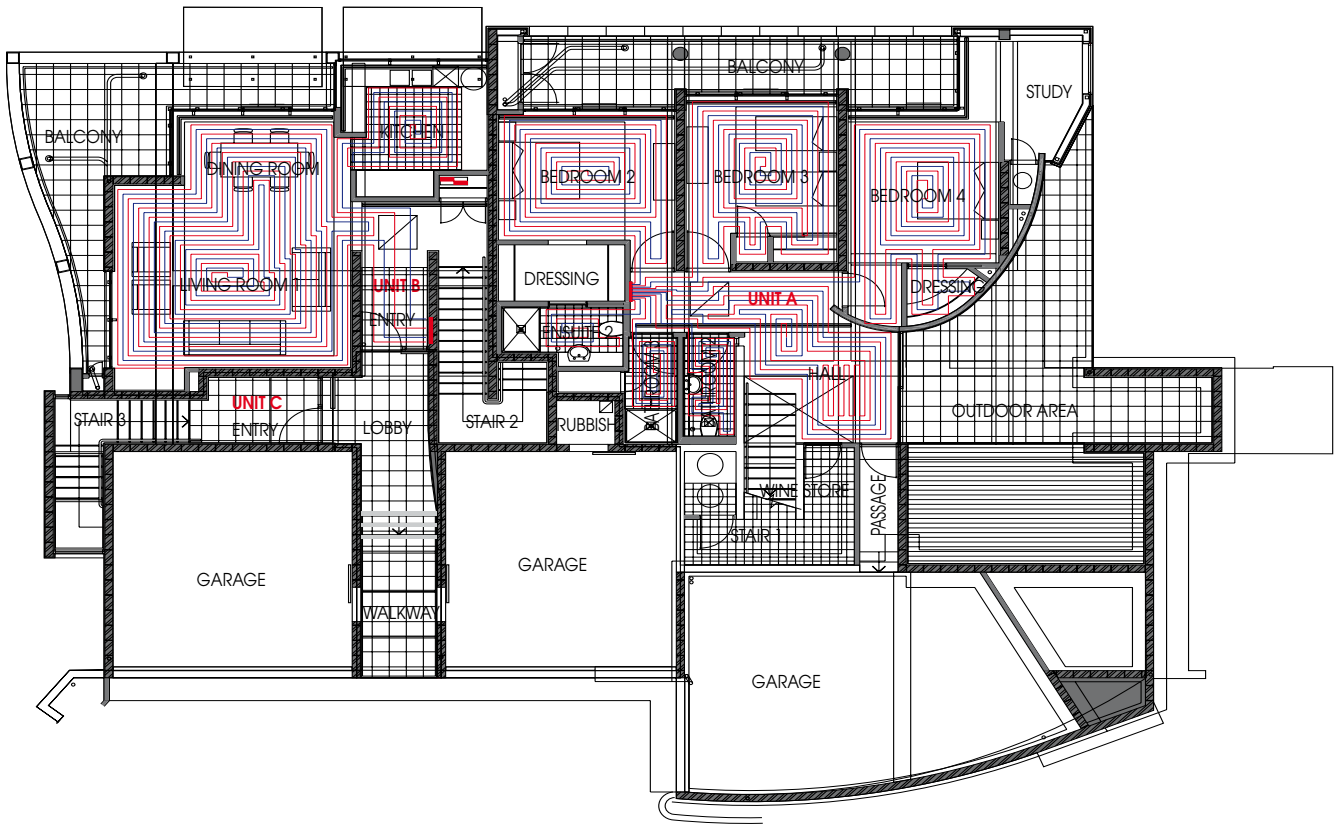 BALCONY
STUDY
BALCONY
KITCHEN
DINING ROOM
BEDROOM 2
BEDROOM 3
BEDROOM 4
LIVING ROOM 1
UNIT B
DRESSING
UNIT A
DRESSING
ENTRY
ENSUITE 2
BATHROOM 3
HALL
UNIT C
STAIR 3
ENTRY
LOBBY
STAIR 2
RUBBISH
OUTDOOR AREA
WINE STORE
PASSAGE
STAIR 1
GARAGE
GARAGE
WALKWAY
GARAGE